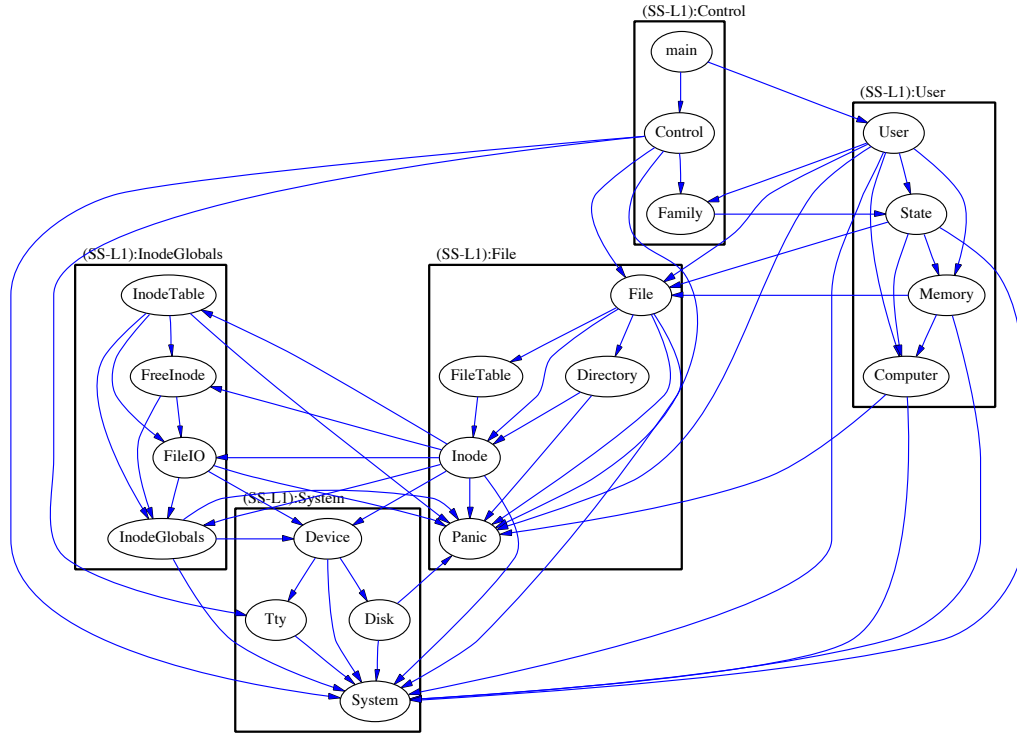 (SS-L1):Control
main
(SS-L1):User
Control
User
Family
State
(SS-L1):InodeGlobals
(SS-L1):File
InodeTable
File
Memory
FreeInode
FileTable
Directory
Computer
FileIO
Inode
(SS-L1):System
InodeGlobals
Device
Panic
Tty
Disk
System